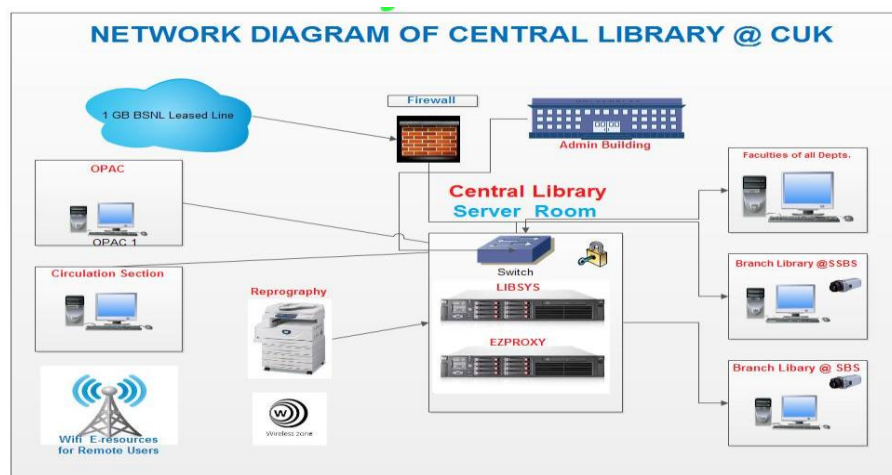 NETWORK DIAGRAM OF CENTRAL LIBRARY @ CUK
1 GB BSNL Leased Line
Firewall
Admin Building
OPAC
OPAC 1
Central Library
Server Room
Faculties of all Depts.
Switch
Circulation Section
Reprography
LIBSYS
EZPROXY
Branch Library @SSBS
Branch Libary @ SBS
Wifi E-resources
for Remote Users
W
Wireless zone